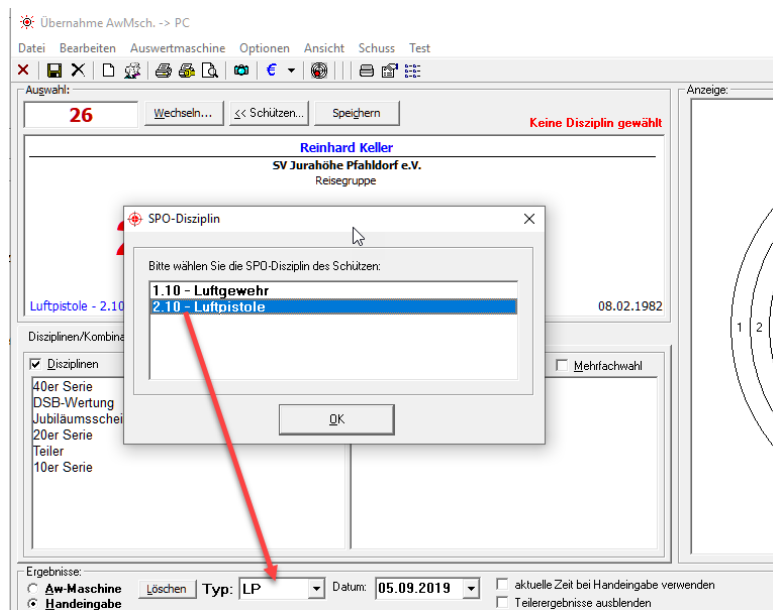 Übernahme AwMsch. -> PC
Datei Bearbeiten Auswertmaschine Optionen Ansicht Schuss Test
Auswahl:
Anzeige:
26
Wechseln...
<< Schützen...
Speichern
Keine Disziplin gewählt
Reinhard Keller
SV Jurahöhe Pfahldorf e.V.
Reisegruppe
SPO-Disziplin
Bitte wählen Sie die SPO-Disziplin des Schützen:
1.10 - Luftgewehr
2.10 - Luftpistole
OK
Luftpistole - 2.10
08.02.1982
1 2
Disziplinen/Kombina
Disziplinen
Mehrfachwahl
40er Serie
DSB-Wertung
Jubiläumsschei
20er Serie
Teiler
10er Serie
Ergebnisse:
Aw-Maschine
Handeingabe
Löschen
Typ: LP
Datum: 05.09.2019
aktuelle Zeit bei Handeingabe verwenden
Teilerergebnisse ausblenden